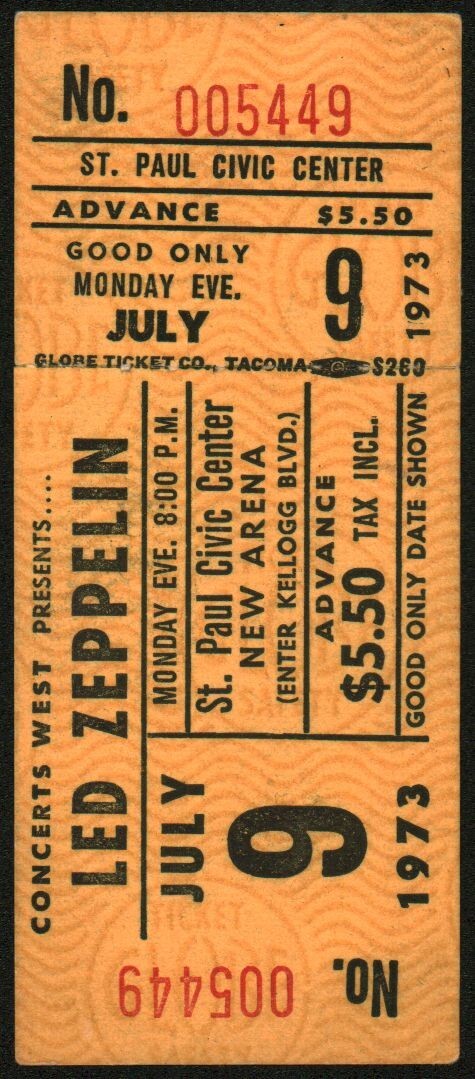 No. 005449
ST. PAUL CIVIC CENTER
ADVANCE $5.50
GOOD ONLY
MONDAY EVE.
JULY 9 1973
GLOBE TICKET CO., TACOMA S260
CONCERTS WEST PRESENTS.....
LED ZEPPELIN
MONDAY EVE. 8:00 P.M.
St. Paul Civic Center
NEW ARENA
(ENTER KELLOGG BLVD.)
ADVANCE
$5.50 TAX INCL.
GOOD ONLY DATE SHOWN
JULY
9
1973
No. 005449